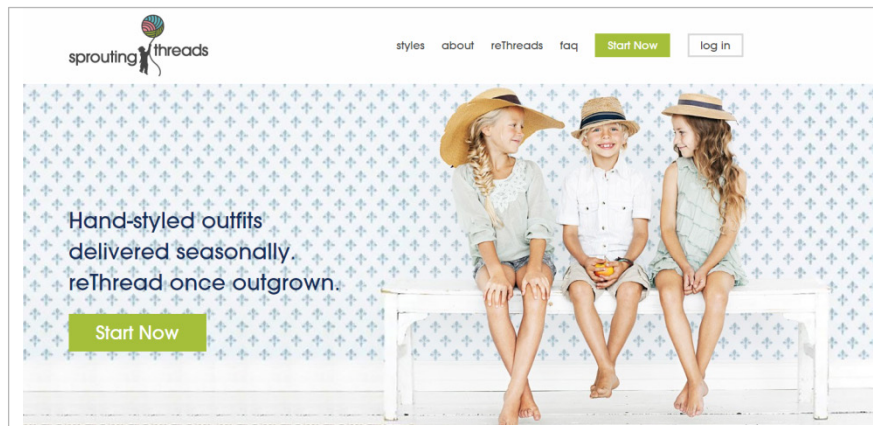 sprouting threads
styles about reThreads faq Start Now log in
Hand-styled outfits
delivered seasonally.
reThread once outgrown.
Start Now